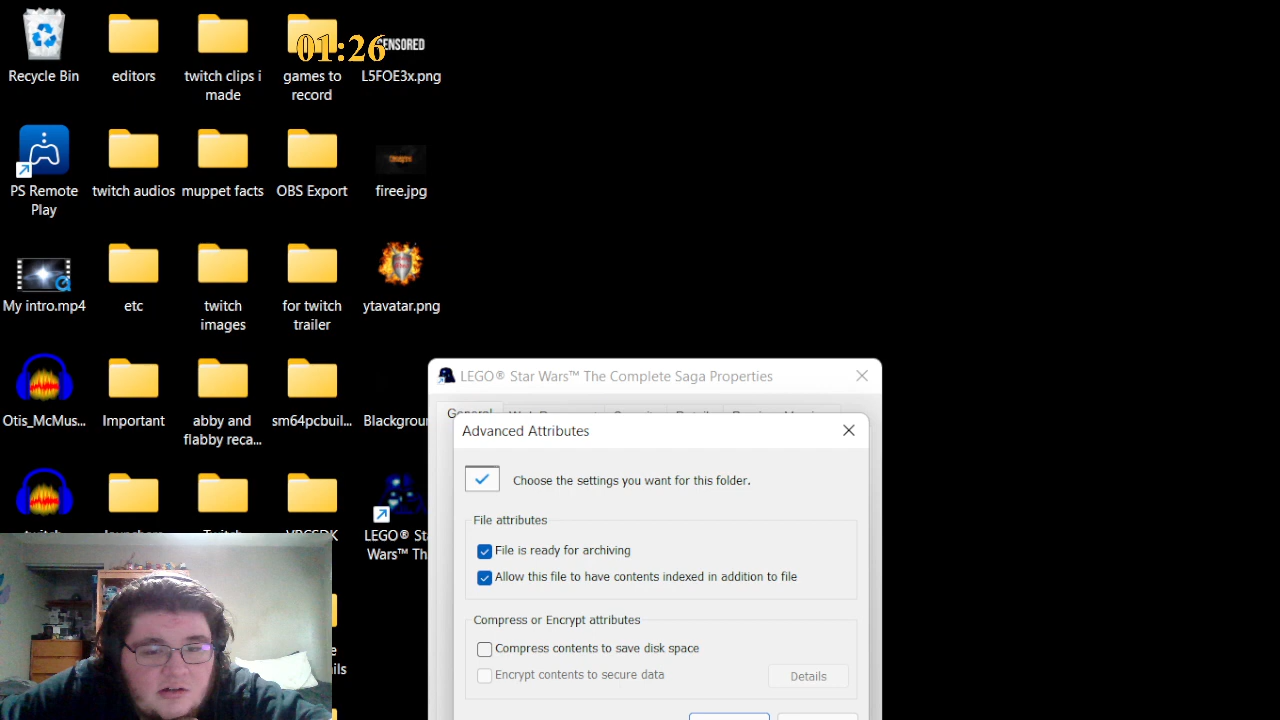 01:26
CENSORED
Recycle Bin
editors
twitch clips i
made
games to
record
L5FOE3x.png
PS Remote
Play
twitch audios
muppet facts
OBS Export
firee.jpg
My intro.mp4
etc
twitch
images
for twitch
trailer
ytavatar.png
Otis_McMus...
Important
abby and
flabby reca...
sm64pcbuil...
Blackgrou
LEGO® St
Wars™ Th
LEGO® Star Wars™ The Complete Saga Properties
General
Advanced Attributes
Choose the settings you want for this folder.
File attributes
File is ready for archiving
Allow this file to have contents indexed in addition to file
Compress or Encrypt attributes
Compress contents to save disk space
Encrypt contents to secure data
Details